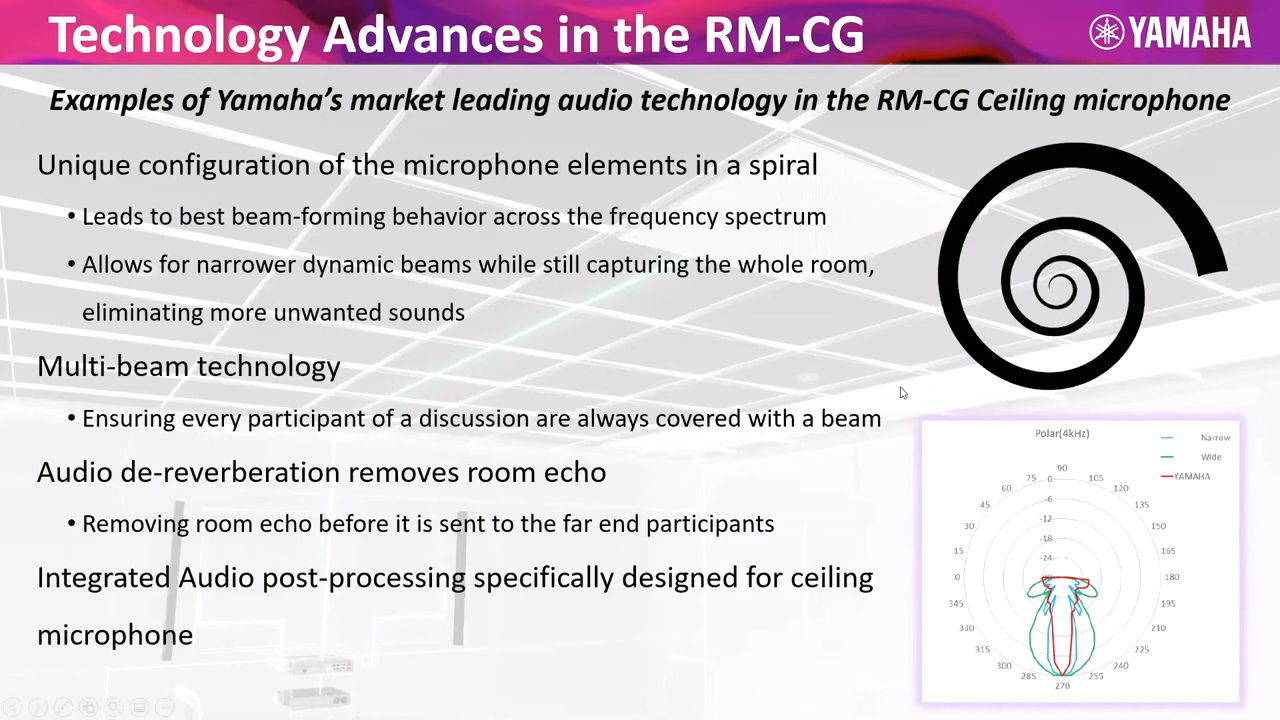 Technology Advances in the RM-CG
YAMAHA
Examples of Yamaha's market leading audio technology in the RM-CG Ceiling microphone
Unique configuration of the microphone elements in a spiral
• Leads to best beam-forming behavior across the frequency spectrum
• Allows for narrower dynamic beams while still capturing the whole room,
eliminating more unwanted sounds
Multi-beam technology
• Ensuring every participant of a discussion are always covered with a beam
Audio de-reverberation removes room echo
• Removing room echo before it is sent to the far end participants
Integrated Audio post-processing specifically designed for ceiling
microphone
Polar(4kHz)
Narrow
Wide
YAMAHA
90
75
105
60
120
45
135
30
150
15
165
0
180
345
195
330
210
315
225
300
240
285
255
270
0
-6
-12
-18
-24